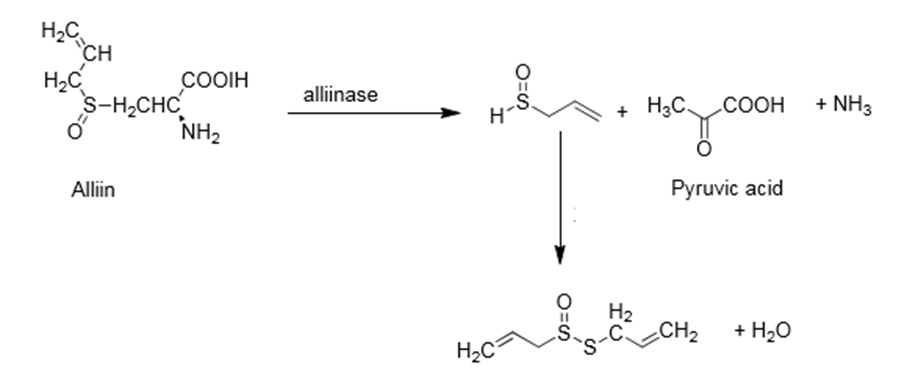 H₂C
CH
H₂C
COOIH
S-H₂CHC
O
NH₂
Alliin
alliinase
O
H S
+
H₃C COOH
O
+ NH₃
Pyruvic acid
O
H₂
H₂C S S C CH₂
+ H₂O